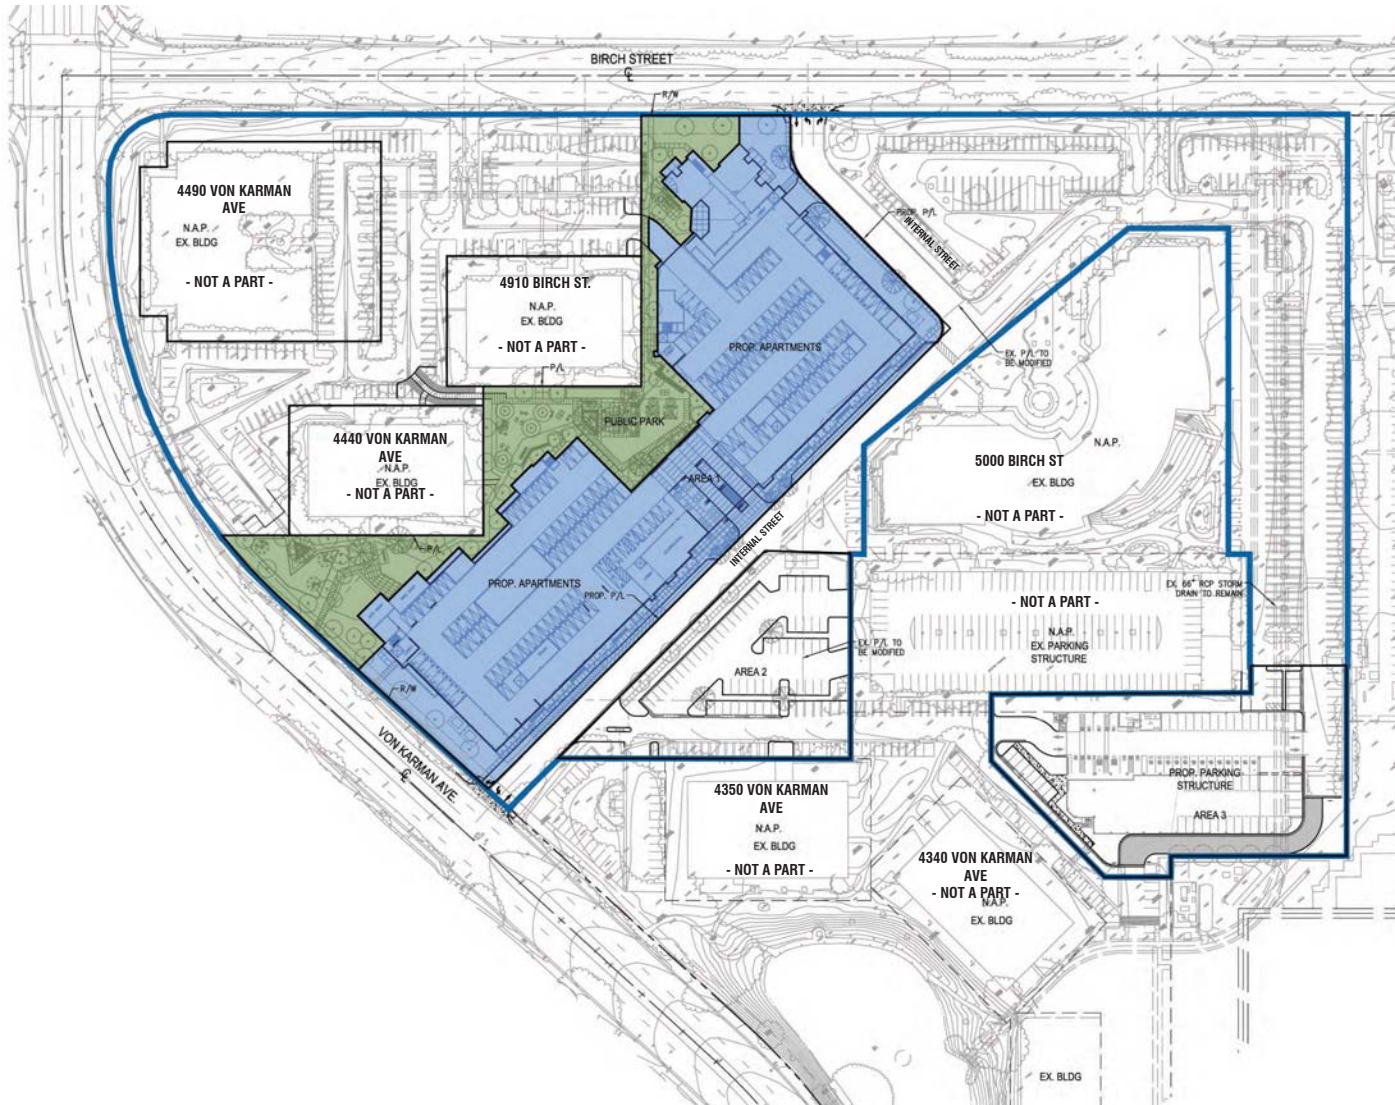 BIRCH STREET
℄
R/W
4490 VON KARMAN
AVE
N.A.P.
EX. BLDG
- NOT A PART -
PROP. P/L
INTERNAL STREET
4910 BIRCH ST.
N.A.P.
EX. BLDG
- NOT A PART -
P/L
PROP. APARTMENTS
EX. P/L TO
BE MODIFIED
PUBLIC PARK
4440 VON KARMAN
AVE
N.A.P.
EX. BLDG
- NOT A PART -
N.A.P.
5000 BIRCH ST
EX. BLDG
- NOT A PART -
AREA 1
INTERNAL STREET
P/L
PROP. APARTMENTS
PROP. P/L
EX. 66" RCP STORM
DRAIN TO REMAIN
- NOT A PART -
N.A.P.
EX. PARKING
STRUCTURE
EX. P/L TO
BE MODIFIED
AREA 2
R/W
VON KARMAN AVE.
℄
PROP. PARKING
STRUCTURE
AREA 3
4350 VON KARMAN
AVE
N.A.P.
EX. BLDG
- NOT A PART -
4340 VON KARMAN
AVE
- NOT A PART -
N.A.P.
EX. BLDG
EX. BLDG